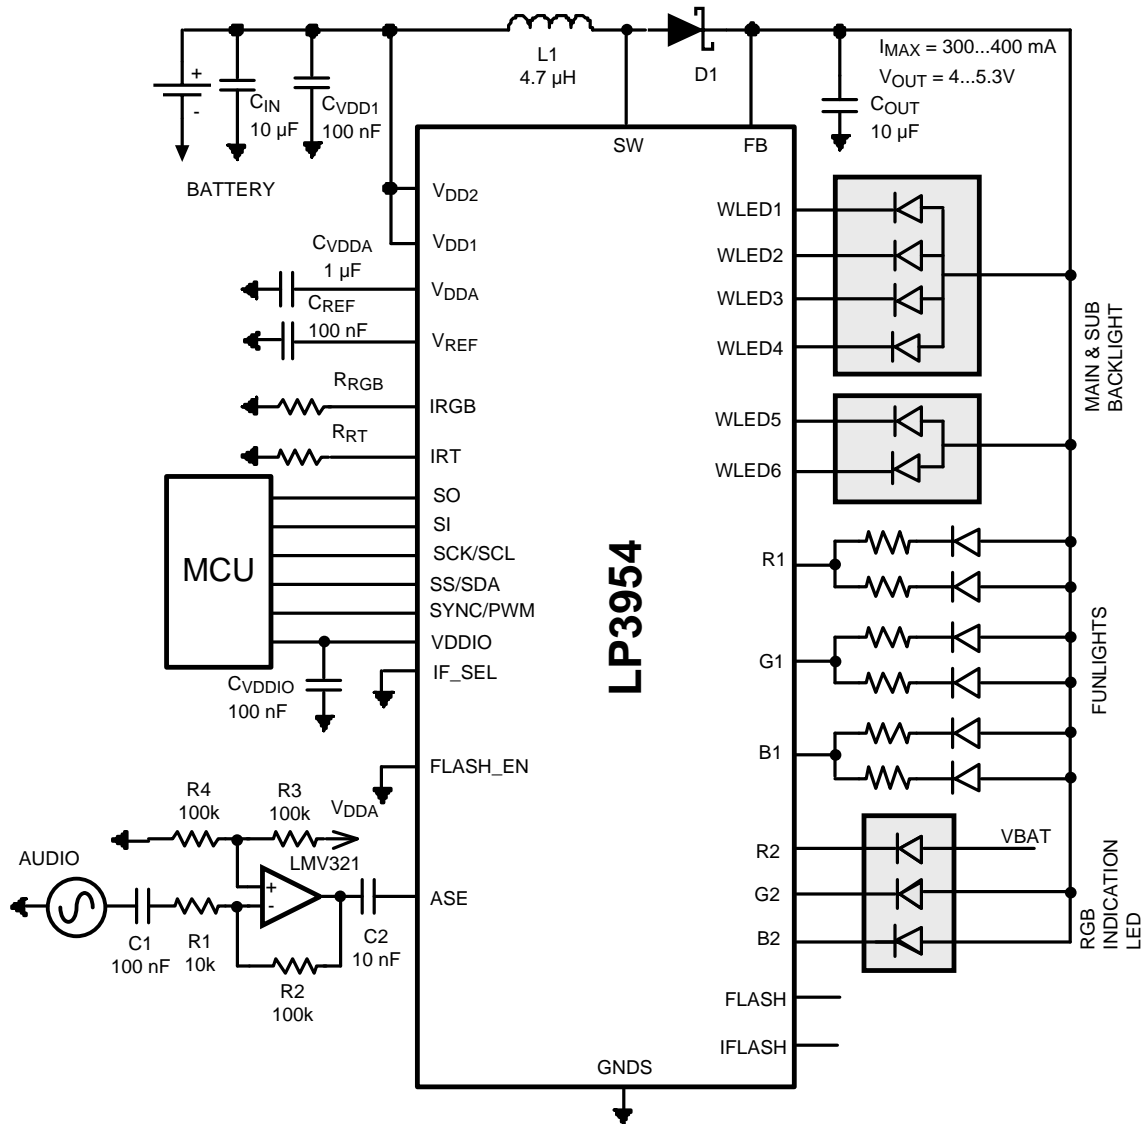 L1
4.7 µH
D1
IMAX = 300...400 mA
VOUT = 4...5.3V
+
-
CIN
10 µF
CVDD1
100 nF
COUT
10 µF
BATTERY
SW
FB
VDD2
VDD1
CVDDA
1 µF
VDDA
CREF
100 nF
VREF
RRGB
IRGB
RRT
IRT
MCU
SO
SI
SCK/SCL
SS/SDA
SYNC/PWM
VDDIO
IF_SEL
CVDDIO
100 nF
FLASH_EN
R4
100k
R3
100k
VDDA
LMV321
AUDIO
+
-
C1
100 nF
R1
10k
R2
100k
C2
10 nF
ASE
LP3954
GNDS
WLED1
WLED2
WLED3
WLED4
WLED5
WLED6
MAIN & SUB
BACKLIGHT
R1
G1
B1
FUNLIGHTS
R2
G2
B2
VBAT
RGB
INDICATION
LED
FLASH
IFLASH